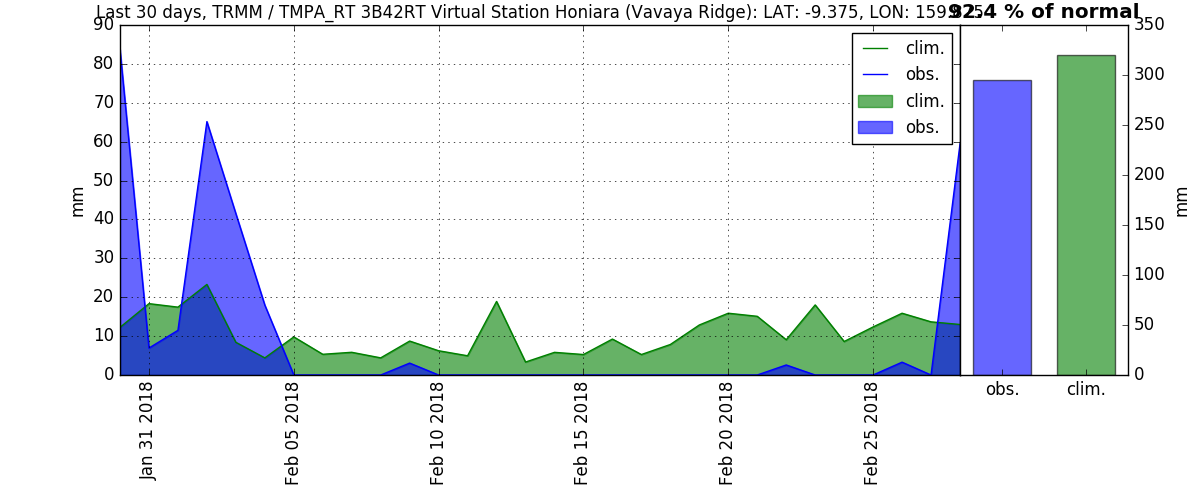 Last 30 days, TRMM / TMPA_RT 3B42RT Virtual Station Honiara (Vavaya Ridge): LAT: -9.375, LON:
92.4 % of normal
90
80
70
60
50
40
30
20
10
0
mm
clim.
obs.
clim.
obs.
Jan 31 2018
Feb 05 2018
Feb 10 2018
Feb 15 2018
Feb 20 2018
Feb 25 2018
350
300
250
200
150
100
50
0
mm
obs.
clim.